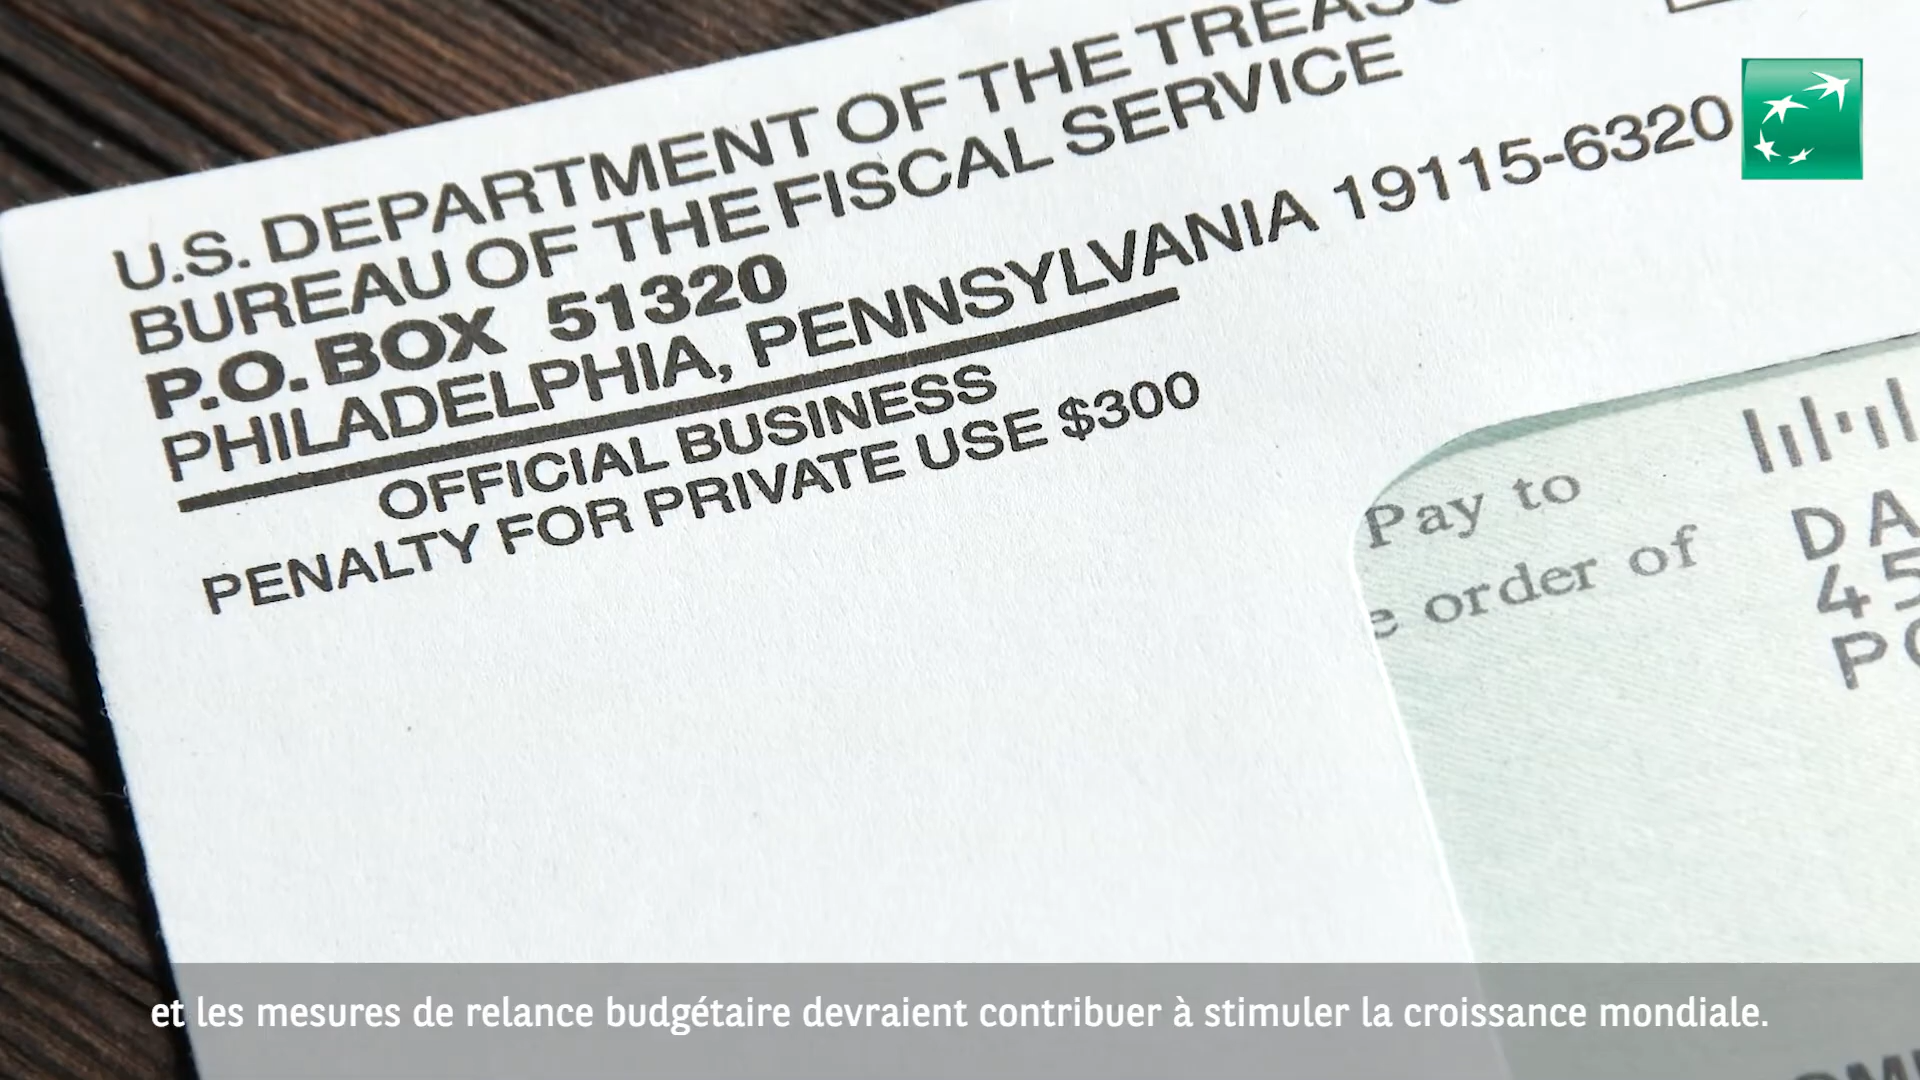 U.S. DEPARTMENT OF THE
BUREAU OF THE FISCAL SERVICE
P.O. BOX 51320
PHILADELPHIA, PENNSYLVANIA 19115-6320
OFFICIAL BUSINESS
PENALTY FOR PRIVATE USE $300
Pay to
order of
et les mesures de relance budgétaire devraient contribuer à stimuler la croissance mondiale.